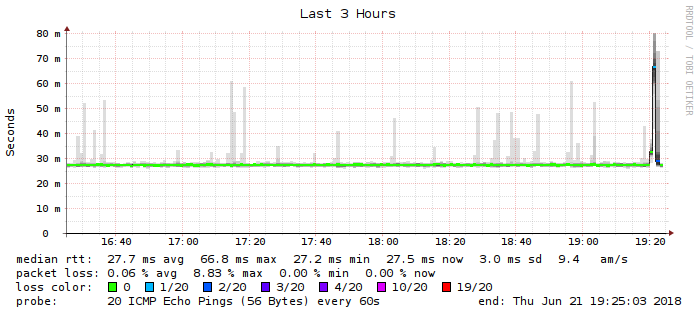 Last 3 Hours
RRDTOOL / TOBI OETIKER
Seconds
80 m
70 m
60 m
50 m
40 m
30 m
20 m
10 m
0
16:40 17:00 17:20 17:40 18:00 18:20 18:40 19:00 19:20
median rtt: 27.7 ms avg 66.8 ms max 27.2 ms min 27.5 ms now 3.0 ms sd 9.4 am/s
packet loss: 0.06 % avg 8.83 % max 0.00 % min 0.00 % now
loss color: 0 1/20 2/20 3/20 4/20 10/20 19/20
probe: 20 ICMP Echo Pings (56 Bytes) every 60s end: Thu Jun 21 19:25:03 2018